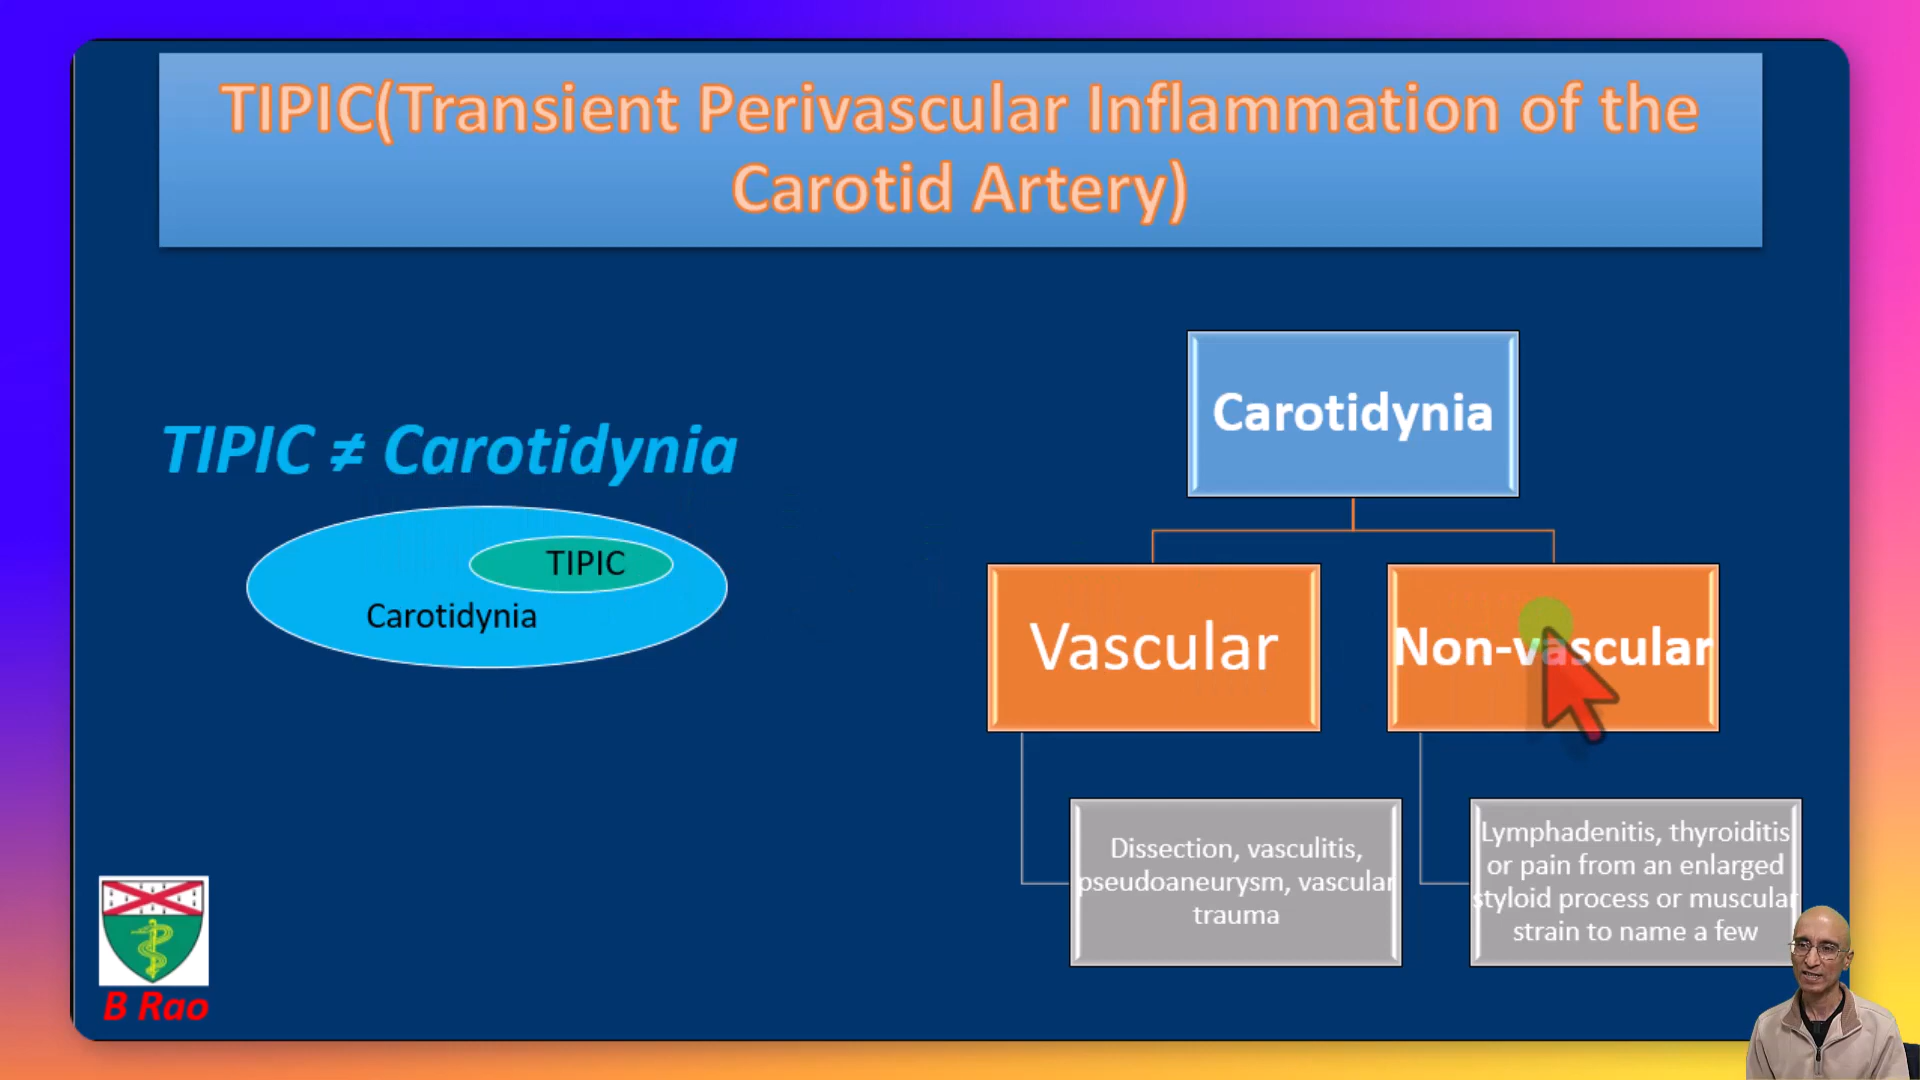 TIPIC(Transient Perivascular Inflammation of the
Carotid Artery)
TIPIC ≠ Carotidynia
TIPIC
Carotidynia
Carotidynia
Vascular
Non-vascular
Dissection, vasculitis,
pseudoaneurysm, vascular
trauma
Lymphadenitis, thyroiditis
or pain from an enlarged
styloid process or muscular
strain to name a few
B Rao